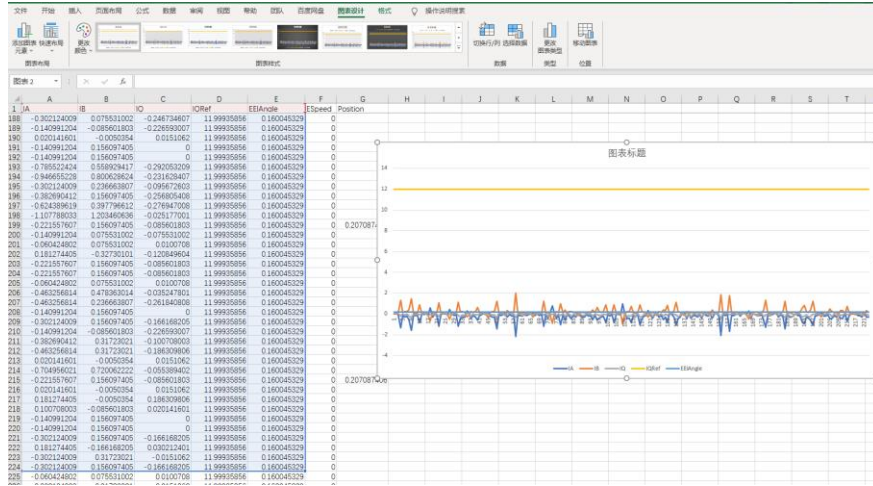 文件 开始 插入 页面布局 公式 数据 审阅 视图 帮助 团队 百度网盘 图表设计 格式 操作说明搜索
添加图表元素 快速布局 更改颜色 切换行/列 选择数据 更改图表类型 移动图表
图表布局 图表样式 数据 类型 位置
图表 2 fx
A B C D E F G H I J K L M N O P Q R S T
1 IA IB IQ IQRef EElAngle ESpeed Position
188 -0.302124009 0.075531002 -0.246734607 11.99935856 0.160045329 0
189 -0.140991204 -0.085601803 -0.226593007 11.99935856 0.160045329 0
190 0.020141601 -0.0050354 0.0151062 11.99935856 0.160045329 0
191 -0.140991204 0.156097405 0 11.99935856 0.160045329 0
192 -0.140991204 0.156097405 0 11.99935856 0.160045329 0
193 -0.785522424 0.558929417 -0.292053209 11.99935856 0.160045329 0
194 -0.946655228 0.800628624 -0.231628407 11.99935856 0.160045329 0
195 -0.302124009 0.236663807 -0.095672603 11.99935856 0.160045329 0
196 -0.382690412 0.156097405 -0.256805408 11.99935856 0.160045329 0
197 -0.624389619 0.397796612 -0.276947008 11.99935856 0.160045329 0
198 -1.107788033 1.203460636 -0.025177001 11.99935856 0.160045329 0
199 -0.221557607 0.156097405 -0.085601803 11.99935856 0.160045329 0 0.207087
200 -0.140991204 0.075531002 -0.075531002 11.99935856 0.160045329 0
201 -0.060424802 0.075531002 0.0100708 11.99935856 0.160045329 0
202 0.181274405 -0.32730101 -0.120849604 11.99935856 0.160045329 0
203 -0.221557607 0.156097405 -0.085601803 11.99935856 0.160045329 0
204 -0.221557607 0.156097405 -0.085601803 11.99935856 0.160045329 0
205 -0.060424802 0.075531002 0.0100708 11.99935856 0.160045329 0
206 -0.463256814 0.478363014 -0.035247801 11.99935856 0.160045329 0
207 -0.463256814 0.236663807 -0.261840808 11.99935856 0.160045329 0
208 -0.140991204 0.156097405 0 11.99935856 0.160045329 0
209 -0.302124009 0.156097405 -0.166168205 11.99935856 0.160045329 0
210 -0.140991204 -0.085601803 -0.226593007 11.99935856 0.160045329 0
211 -0.382690412 0.31723021 -0.100708003 11.99935856 0.160045329 0
212 -0.463256814 0.31723021 -0.186309806 11.99935856 0.160045329 0
213 0.020141601 -0.0050354 0.0151062 11.99935856 0.160045329 0
214 -0.704956021 0.720062222 -0.055389402 11.99935856 0.160045329 0
215 -0.221557607 0.156097405 -0.085601803 11.99935856 0.160045329 0 0.207087406
216 0.020141601 -0.0050354 0.0151062 11.99935856 0.160045329 0
217 0.181274405 -0.0050354 0.186309806 11.99935856 0.160045329 0
218 0.100708003 -0.085601803 0.020141601 11.99935856 0.160045329 0
219 -0.140991204 0.156097405 0 11.99935856 0.160045329 0
220 -0.140991204 0.156097405 0 11.99935856 0.160045329 0
221 -0.302124009 0.156097405 -0.166168205 11.99935856 0.160045329 0
222 0.181274405 -0.166168205 0.030212401 11.99935856 0.160045329 0
223 -0.302124009 0.31723021 -0.0151062 11.99935856 0.160045329 0
224 -0.302124009 0.156097405 -0.166168205 11.99935856 0.160045329 0
225 -0.060424802 0.075531002 0.0100708 11.99935856 0.160045329 0
图表标题
14
12
10
8
6
4
2
0
-2
-4
IA IB IQ IQRef EElAngle